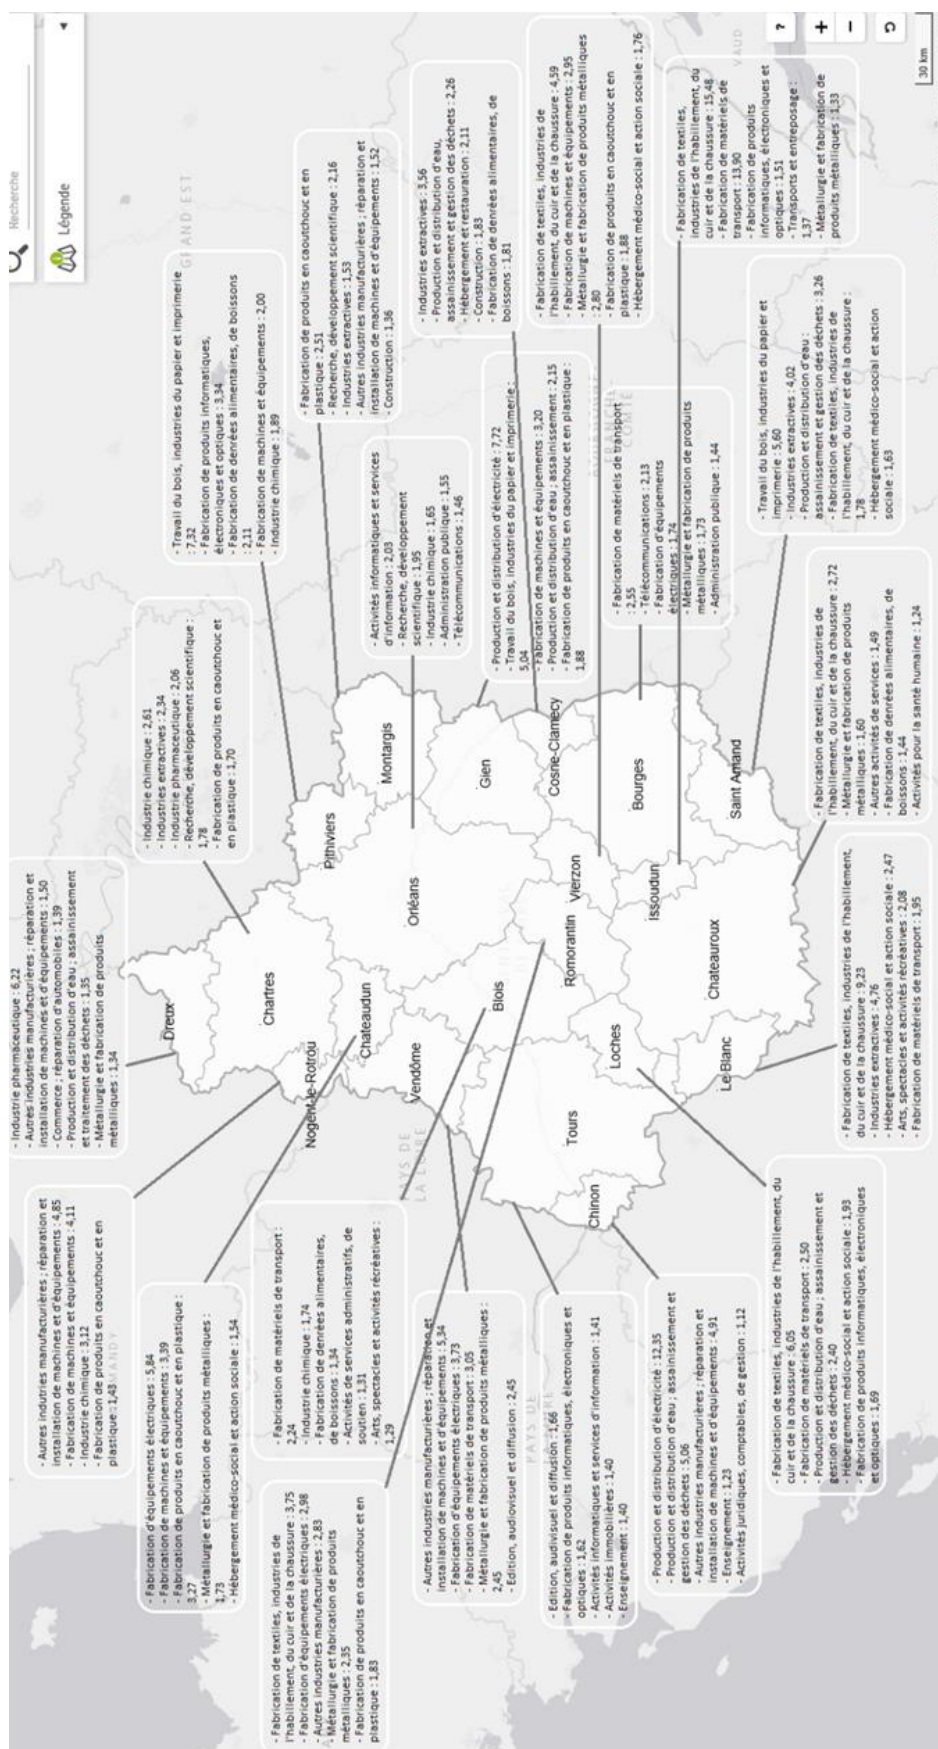 Recherche
Légende
GRAND EST
- Industrie pharmaceutique : 6,22
- Autres industries manufacturières ; réparation et
installation de machines et d'équipements : 1,50
- Commerce ; réparation d'automobiles : 1,39
- Production et distribution d'eau ; assainissement
et traitement des déchets : 1,35
- Métallurgie et fabrication de produits
métalliques : 1,34
- Industrie chimique : 2,61
- Industries extractives : 2,34
- Industrie pharmaceutique : 2,06
- Recherche, développement scientifique :
1,78
- Fabrication de produits en caoutchouc et
en plastique : 1,70
- Travail du bois, industries du papier et imprimerie
: 7,32
- Fabrication de produits informatiques,
électroniques et optiques : 3,34
- Fabrication de denrées alimentaires, de boissons
: 2,11
- Fabrication de machines et équipements : 2,00
- Industrie chimique : 1,89
- Fabrication de produits en caoutchouc et en
plastique : 2,51
- Recherche, développement scientifique : 2,16
- Industries extractives : 1,53
- Autres industries manufacturières ; réparation et
installation de machines et d'équipements : 1,52
- Construction : 1,36
- Activités informatiques et services
d'information : 2,03
- Recherche, développement
scientifique : 1,95
- Industrie chimique : 1,65
- Administration publique : 1,55
- Télécommunications : 1,46
- Industries extractives : 3,56
- Production et distribution d'eau,
assainissement et gestion des déchets : 2,26
- Hébergement et restauration : 2,11
- Construction : 1,83
- Fabrication de denrées alimentaires, de
boissons : 1,81
- Production et distribution d'électricité : 7,72
- Travail du bois, industries du papier et imprimerie :
5,04
- Fabrication de machines et équipements : 3,20
- Production et distribution d'eau ; assainissement : 2,15
- Fabrication de produits en caoutchouc et en plastique :
1,88
- Fabrication de textiles, industries de
l'habillement, du cuir et de la chaussure : 4,59
- Fabrication de machines et équipements : 2,95
- Métallurgie et fabrication de produits métalliques
: 2,80
- Fabrication de produits en caoutchouc et en
plastique : 1,88
- Hébergement médico-social et action sociale : 1,76
- Fabrication de matériels de transport
: 2,55
- Télécommunications : 2,13
- Fabrication d'équipements
électriques : 1,74
- Métallurgie et fabrication de produits
métalliques : 1,73
- Administration publique : 1,44
- Fabrication de textiles,
industries de l'habillement, du
cuir et de la chaussure : 15,48
- Fabrication de matériels de
transport : 13,90
- Fabrication de produits
informatiques, électroniques et
optiques : 1,51
- Transports et entreposage :
1,37
- Métallurgie et fabrication de
produits métalliques : 1,33
- Travail du bois, industries du papier et
imprimerie : 5,60
- Industries extractives : 4,02
- Production et distribution d'eau :
assainissement et gestion des déchets : 3,26
- Fabrication de textiles, industries de
l'habillement, du cuir et de la chaussure :
1,78
- Hébergement médico-social et action
sociale : 1,63
- Fabrication de textiles, industries de
l'habillement, du cuir et de la chaussure : 2,72
- Métallurgie et fabrication de produits
métalliques : 1,60
- Autres activités de services : 1,49
- Fabrication de denrées alimentaires, de
boissons : 1,44
- Activités pour la santé humaine : 1,24
- Fabrication de textiles, industries de l'habillement,
du cuir et de la chaussure : 9,23
- Industries extractives : 4,76
- Hébergement médico-social et action sociale : 2,47
- Arts, spectacles et activités récréatives : 2,08
- Fabrication de matériels de transport : 1,95
- Fabrication de textiles, industries de l'habillement, du
cuir et de la chaussure : 6,05
- Fabrication de matériels de transport : 2,50
- Production et distribution d'eau ; assainissement et
gestion des déchets : 2,40
- Hébergement médico-social et action sociale : 1,93
- Fabrication de produits informatiques, électroniques
et optiques : 1,69
- Production et distribution d'électricité : 12,35
- Production et distribution d'eau ; assainissement et
gestion des déchets : 5,06
- Autres industries manufacturières ; réparation et
installation de machines et d'équipements : 4,91
- Enseignement : 1,23
- Activités juridiques, comptables, de gestion : 1,12
- Edition, audivisuel et diffusion : 1,66
- Fabrication de produits informatiques, électroniques et
optiques : 1,62
- Activités informatiques et services d'information : 1,41
- Activités immobilières : 1,40
- Enseignement : 1,40
- Autres industries manufacturières ; réparation et
installation de machines et d'équipements : 5,34
- Fabrication d'équipements électriques : 3,73
- Fabrication de matériels de transport : 3,05
- Métallurgie et fabrication de produits métalliques :
2,45
- Edition, audiovisuel et diffusion : 2,45
- Fabrication de textiles, industries de
l'habillement, du cuir et de la chaussure : 3,75
- Fabrication d'équipements électriques : 2,98
- Autres industries manufacturières : 2,83
- Métallurgie et fabrication de produits
métalliques : 2,35
- Fabrication de produits en caoutchouc et en
plastique : 1,83
- Fabrication de matériels de transport :
2,24
- Industrie chimique : 1,74
- Fabrication de denrées alimentaires,
de boissons : 1,34
- Activités de services administratifs, de
soutien : 1,31
- Arts, spectacles et activités récréatives :
1,29
- Fabrication d'équipements électriques : 5,84
- Fabrication de machines et équipements : 3,39
- Fabrication de produits en caoutchouc et en plastique :
3,27
- Métallurgie et fabrication de produits métalliques :
1,73
- Hébergement médico-social et action sociale : 1,54
- Autres industries manufacturières ; réparation et
installation de machines et d'équipements : 4,85
- Fabrication de machines et équipements : 4,11
- Industrie chimique : 3,12
- Fabrication de produits en caoutchouc et en
plastique : 1,43
Dreux
Chartres
Nogent-le-Rotrou
Chateaudun
Pithiviers
Montargis
Orléans
Vendôme
Gien
Blois
Cosne-Clamecy
Romorantin
Vierzon
Bourges
Tours
Loches
Issoudun
Chinon
Le Blanc
Chateauroux
Saint Amand
PAYS DE
LA LOIRE
VAUD
?
+
−
30 km